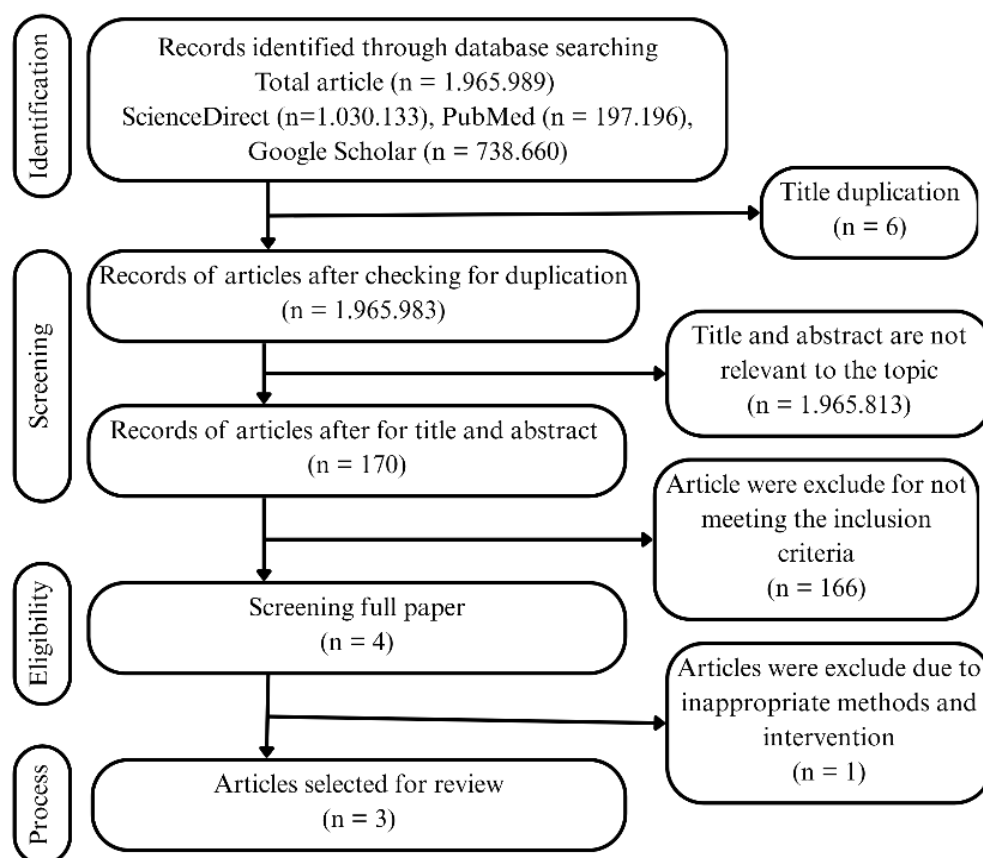 Identification
Records identified through database searching
Total article (n = 1.965.989)
ScienceDirect (n=1.030.133), PubMed (n = 197.196),
Google Scholar (n = 738.660)
Title duplication
(n = 6)
Screening
Records of articles after checking for duplication
(n = 1.965.983)
Title and abstract are not
relevant to the topic
(n = 1.965.813)
Records of articles after for title and abstract
(n = 170)
Article were exclude for not
meeting the inclusion
criteria
(n = 166)
Eligibility
Screening full paper
(n = 4)
Articles were exclude due to
inappropriate methods and
intervention
(n = 1)
Process
Articles selected for review
(n = 3)